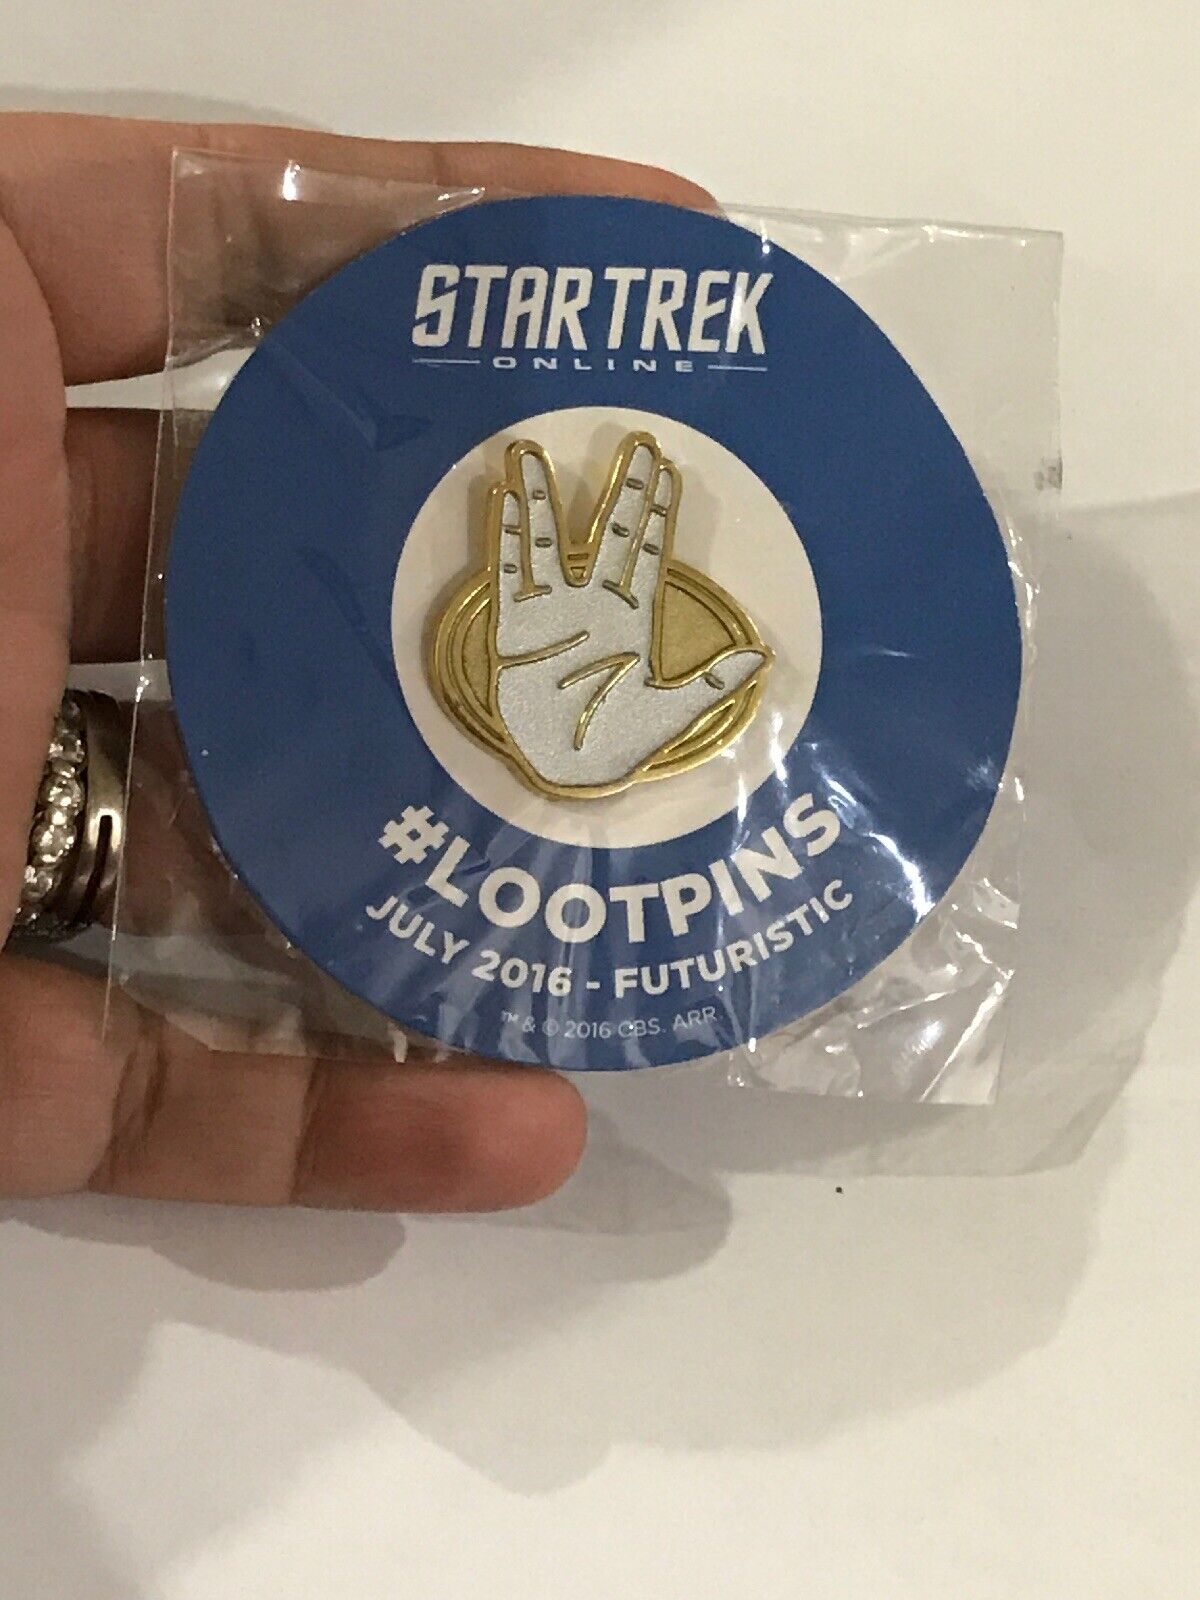 STAR TREK
ONLINE
#LOOTPINS
JULY 2016 - FUTURISTIC
™ & © 2016 CBS. ARR.